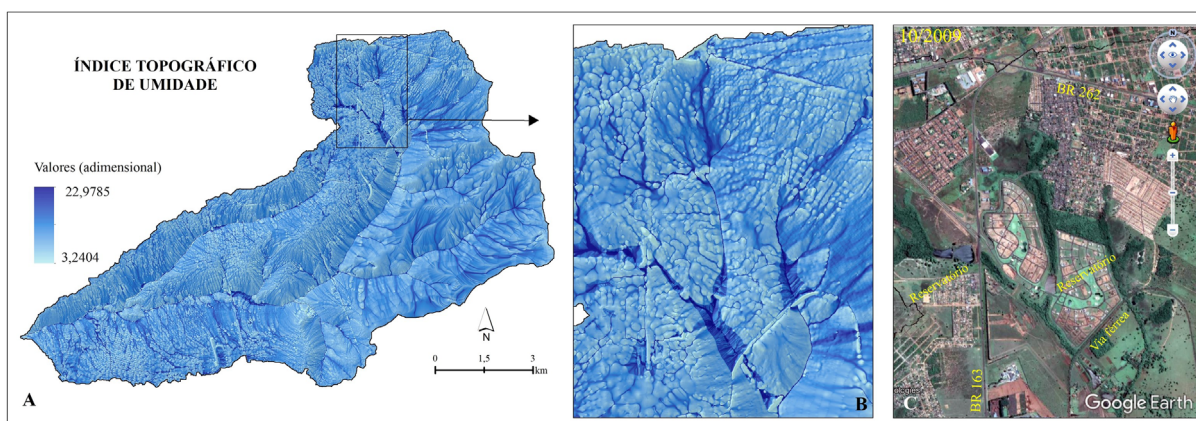 ÍNDICE TOPOGRÁFICO
DE UMIDADE
Valores (adimensional)
22,9785
3,2404
N
0 1,5 3
km
A
B
10/2009
N
BR 262
Reservatório
Reservatório
Via férrea
BR 163
ologies
C
Google Earth